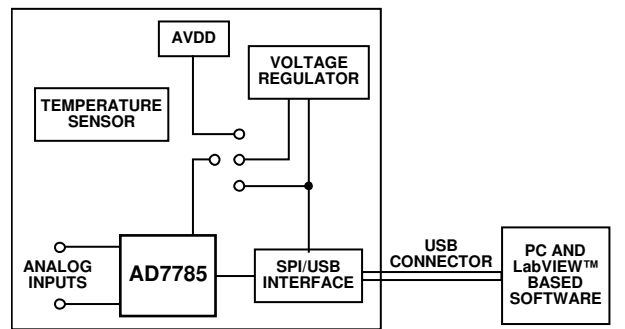 AVDD
VOLTAGE
REGULATOR
TEMPERATURE
SENSOR
ANALOG
INPUTS
AD7785
SPI/USB
INTERFACE
USB
CONNECTOR
PC AND
LabVIEW™
BASED
SOFTWARE